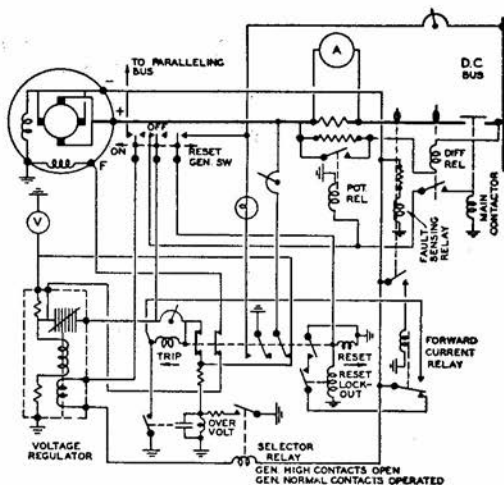 TO PARALLELING
BUS
A
D.C
BUS
−
+
OFF
ON
RESET
GEN. SW
F
DIFF
REL
POT.
REL
MAIN
CONTACTOR
FAULT
SENSING
RELAY
V
TRIP
RESET
RESET
LOCK-
OUT
FORWARD
CURRENT
RELAY
OVER
VOLT
VOLTAGE
REGULATOR
SELECTOR
RELAY
GEN. HIGH CONTACTS OPEN
GEN. NORMAL CONTACTS OPERATED